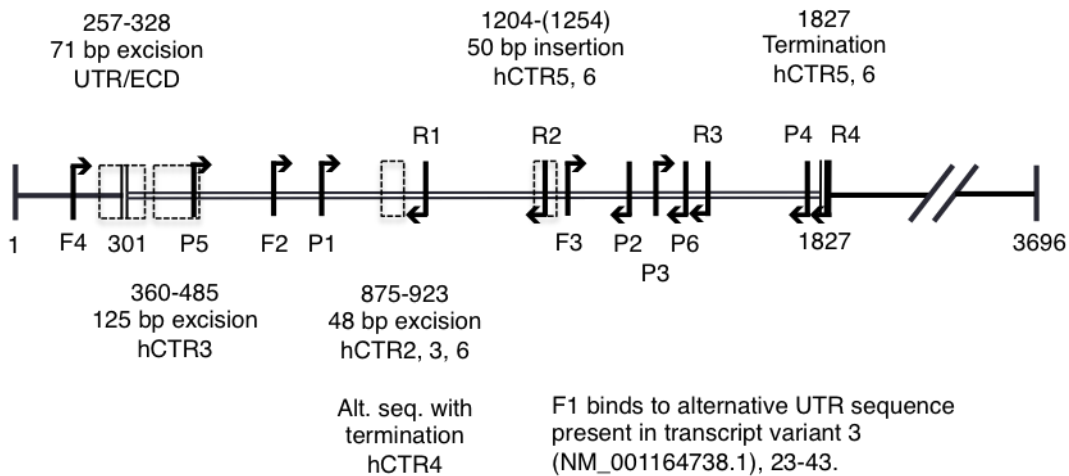 257-328
71 bp excision
UTR/ECD
1204-(1254)
50 bp insertion
hCTR5, 6
1827
Termination
hCTR5, 6
R1
R2
R3
P4
R4
1
F4
301
P5
F2
P1
F3
P2
P3
P6
1827
3696
360-485
125 bp excision
hCTR3
875-923
48 bp excision
hCTR2, 3, 6
Alt. seq. with
termination
hCTR4
F1 binds to alternative UTR sequence
present in transcript variant 3
(NM_001164738.1), 23-43.